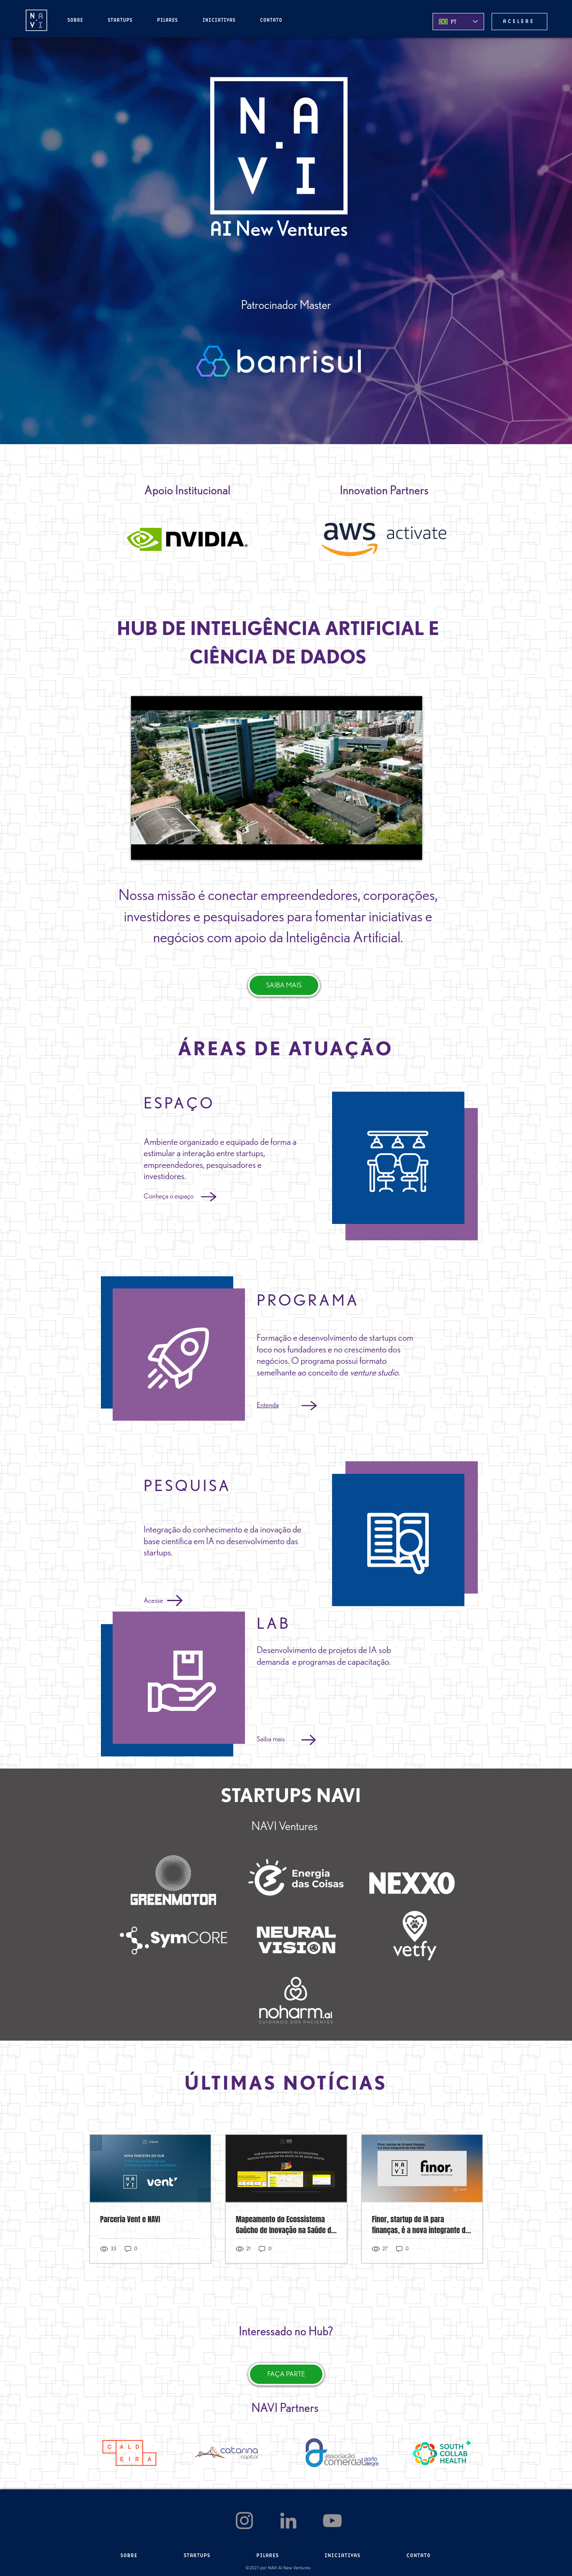 NAVI
SOBRE
STARTUPS
PILARES
INICIATIVAS
CONTATO
PT
ACELERE
NA
VI
AI New Ventures
Patrocinador Master
banrisul
Apoio Institucional
Innovation Partners
NVIDIA.
aws activate
HUB DE INTELIGÊNCIA ARTIFICIAL E
CIÊNCIA DE DADOS
Nossa missão é conectar empreendedores, corporações,
investidores e pesquisadores para fomentar iniciativas e
negócios com apoio da Inteligência Artificial.
SAIBA MAIS
ÁREAS DE ATUAÇÃO
ESPAÇO
Ambiente organizado e equipado de forma a
estimular a interação entre startups,
empreendedores, pesquisadores e
investidores.
Conheça o espaço
PROGRAMA
Formação e desenvolvimento de startups com
foco nos fundadores e no crescimento dos
negócios. O programa possui formato
semelhante ao conceito de venture studio.
Entenda
PESQUISA
Integração do conhecimento e da inovação de
base científica em IA no desenvolvimento das
startups.
Acesse
LAB
Desenvolvimento de projetos de IA sob
demanda e programas de capacitação.
Saiba mais
STARTUPS NAVI
NAVI Ventures
GREENMOTOR
Energia
das Coisas
NEXXO
SymCORE
NEURAL
VISION
vetfy
noharm.ai
CUIDANDO DOS PACIENTES
ÚLTIMAS NOTÍCIAS
NAVI
vent
NAVI
finor
Parceria Vent e NAVI
33
0
Mapeamento do Ecossistema
Gaúcho de Inovação na Saúde d...
21
0
Finor, startup de IA para
finanças, é a nova integrante d...
27
0
Interessado no Hub?
FAÇA PARTE
NAVI Partners
CALD
EIRA
catarina
capital
associação
comercial
porto
alegre
SOUTH
COLLAB
HEALTH
SOBRE
STARTUPS
PILARES
INICIATIVAS
CONTATO
©2021 por NAVI AI New Ventures